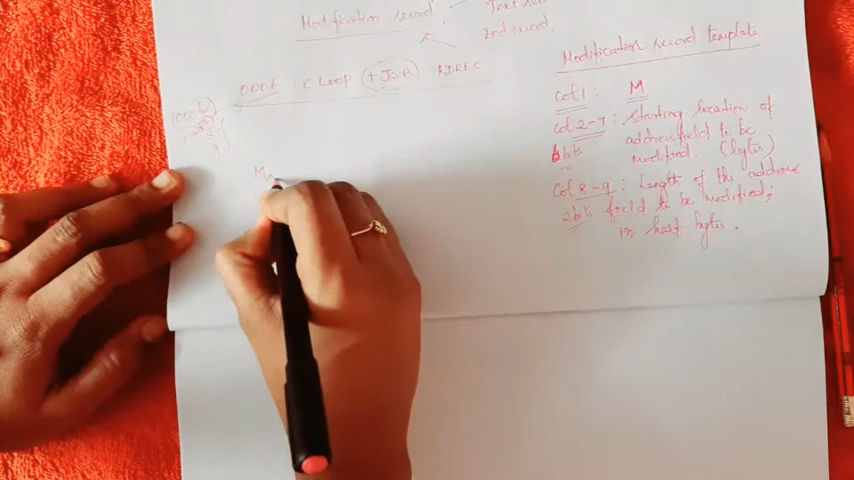 Modification record
Text
End record.
0006 CLOOP +JSUB RDREC
M
Modification record template
Col 1 : M
Col 2-7 : Starting location of
6 bits address field to be
modified. (bytes)
Col 8-9 : Length of the address
2 bits field to be modified;
in half bytes.